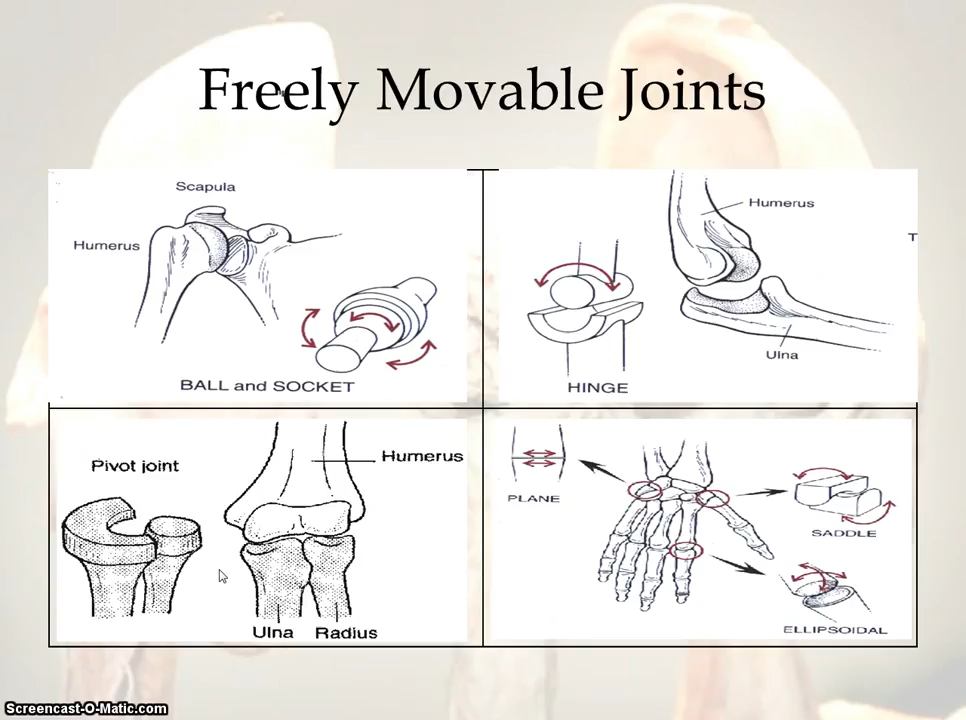 Freely Movable Joints
Scapula
Humerus
BALL and SOCKET
Humerus
T
Ulna
HINGE
Pivot joint
Humerus
Ulna Radius
PLANE
SADDLE
ELLIPSOIDAL
Screencast-O-Matic.com